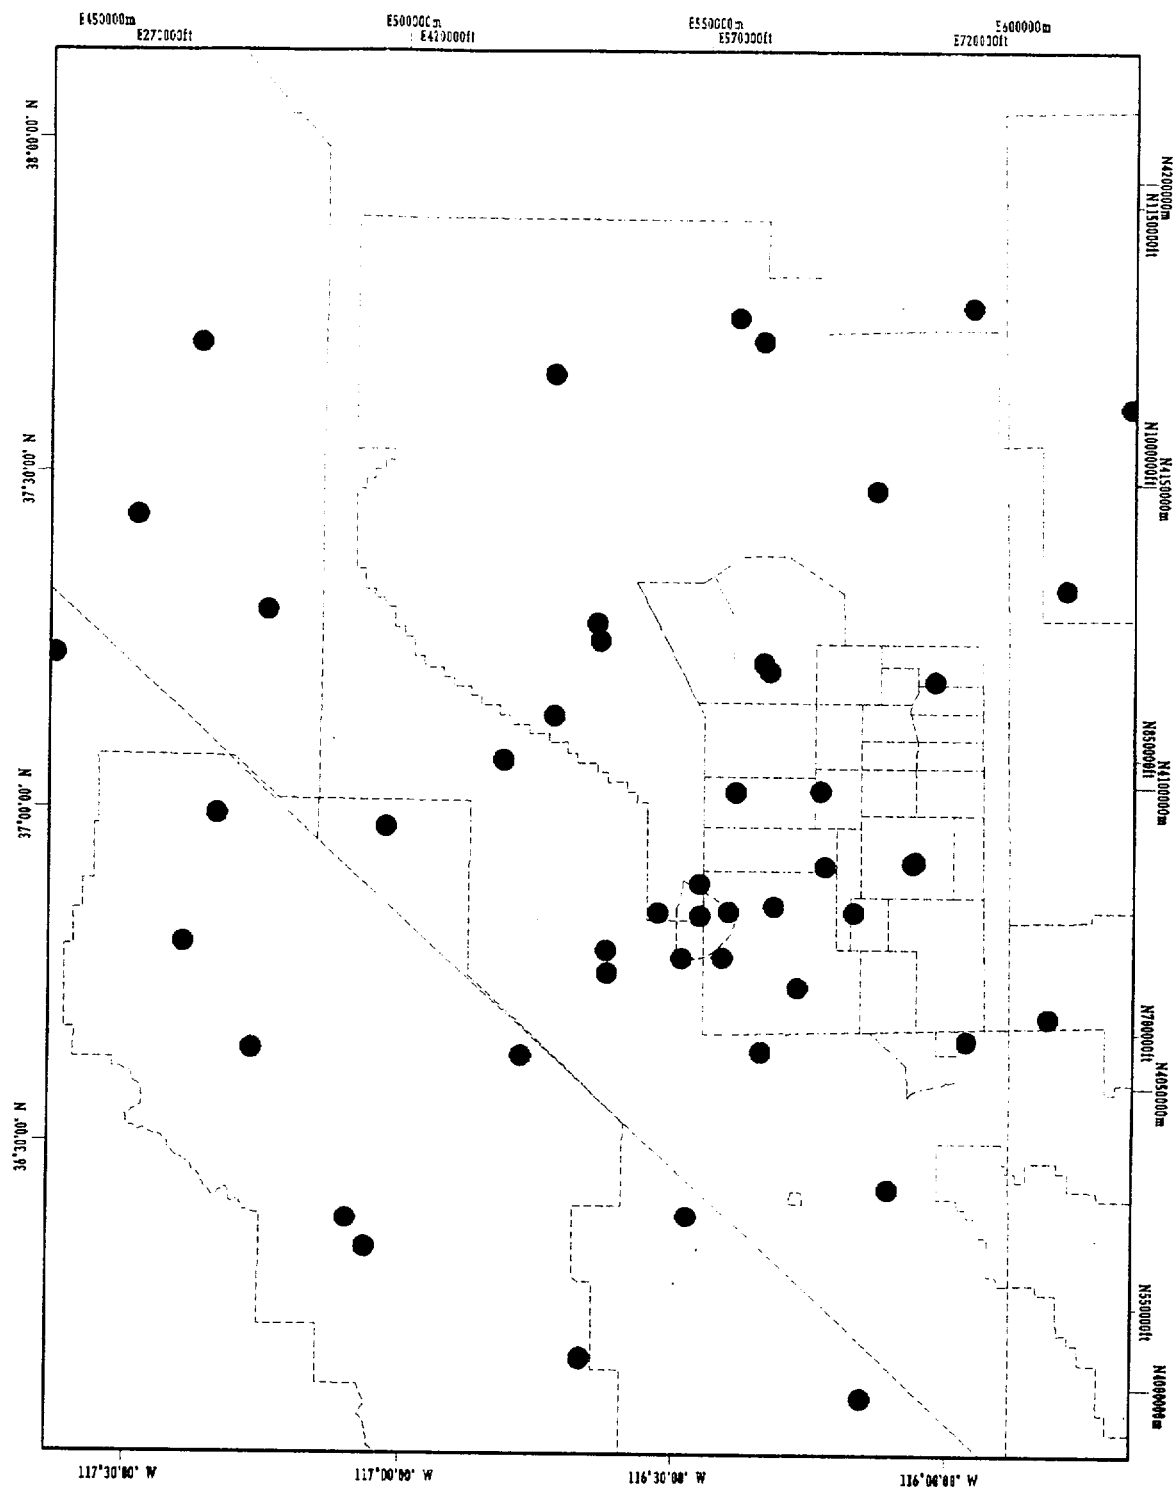 E450000m E500000m E550000m E600000m
E270000ft E420000ft E570000ft E720000ft
38°00'00" N
37°30'00" N
37°00'00" N
36°30'00" N
N4200000m
N1150000ft
N1000000ft
N4150000m
N850000ft
N4100000m
N700000ft
N4050000m
N550000ft
N4000000m
117°30'00" W 117°00'00" W 116°30'00" W 116°00'00" W